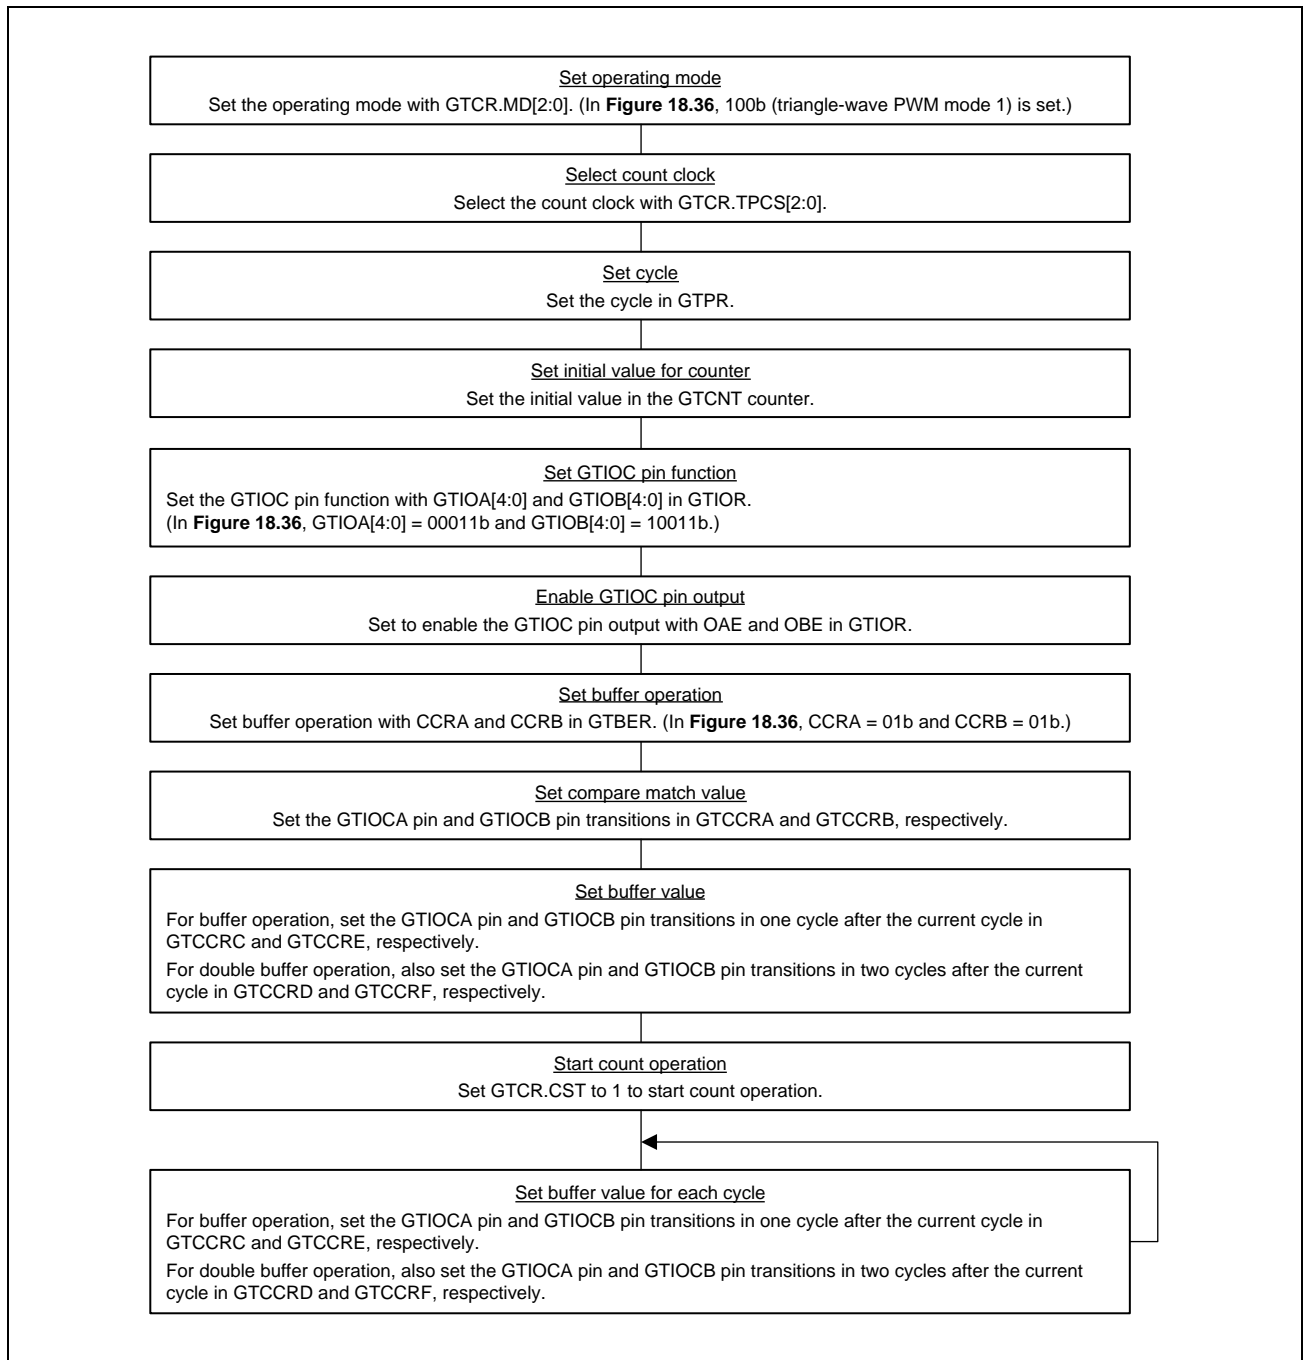 Set operating mode
Set the operating mode with GTCR.MD[2:0]. (In Figure 18.36, 100b (triangle-wave PWM mode 1) is set.)
Select count clock
Select the count clock with GTCR.TPCS[2:0].
Set cycle
Set the cycle in GTPR.
Set initial value for counter
Set the initial value in the GTCNT counter.
Set GTIOC pin function
Set the GTIOC pin function with GTIOA[4:0] and GTIOB[4:0] in GTIOR.
(In Figure 18.36, GTIOA[4:0] = 00011b and GTIOB[4:0] = 10011b.)
Enable GTIOC pin output
Set to enable the GTIOC pin output with OAE and OBE in GTIOR.
Set buffer operation
Set buffer operation with CCRA and CCRB in GTBER. (In Figure 18.36, CCRA = 01b and CCRB = 01b.)
Set compare match value
Set the GTIOCA pin and GTIOCB pin transitions in GTCCRA and GTCCRB, respectively.
Set buffer value
For buffer operation, set the GTIOCA pin and GTIOCB pin transitions in one cycle after the current cycle in
GTCCRC and GTCCRE, respectively.
For double buffer operation, also set the GTIOCA pin and GTIOCB pin transitions in two cycles after the current
cycle in GTCCRD and GTCCRF, respectively.
Start count operation
Set GTCR.CST to 1 to start count operation.
Set buffer value for each cycle
For buffer operation, set the GTIOCA pin and GTIOCB pin transitions in one cycle after the current cycle in
GTCCRC and GTCCRE, respectively.
For double buffer operation, also set the GTIOCA pin and GTIOCB pin transitions in two cycles after the current
cycle in GTCCRD and GTCCRF, respectively.